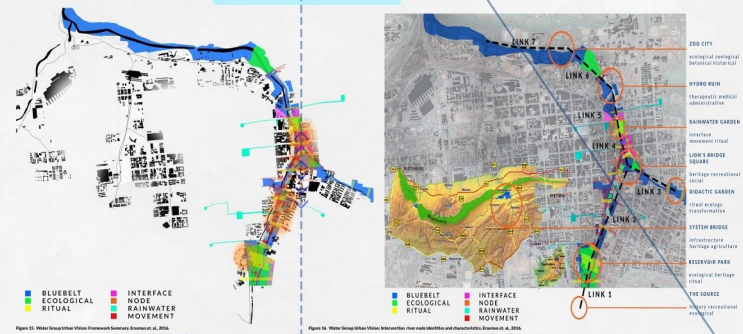 BLUEBELT
ECOLOGICAL
RITUAL
INTERFACE
NODE
RAINWATER
MOVEMENT
Figure 15. Water Group Urban Vision: Framework Summary. Erasmus et. al., 2016.
LINK 7
LINK 6
LINK 5
LINK 4
LINK 3
LINK 2
LINK 1
BLUEBELT
ECOLOGICAL
RITUAL
INTERFACE
NODE
RAINWATER
MOVEMENT
Figure 16. Water Group Urban Vision: Intervention river node identities and characteristics. Erasmus et. al., 2016.
ZOO CITY
ecological zoological
botanical historical
HYDRO RUIN
therapeutic medical
administrative
RAINWATER GARDEN
interface
movement ritual
LION'S BRIDGE
SQUARE
heritage recreational
social
DIDACTIC GARDEN
ritual ecology
transformation
SYSTEM BRIDGE
infrastructure
heritage agriculture
RESERVOIR PARK
ecological heritage
ritual
THE SOURCE
history recreational
ecological